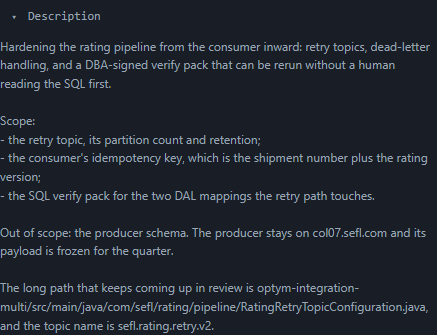 Description
Hardening the rating pipeline from the consumer inward: retry topics, dead-letter
handling, and a DBA-signed verify pack that can be rerun without a human
reading the SQL first.
Scope:
- the retry topic, its partition count and retention;
- the consumer's idempotency key, which is the shipment number plus the rating
version;
- the SQL verify pack for the two DAL mappings the retry path touches.
Out of scope: the producer schema. The producer stays on col07.sefl.com and its
payload is frozen for the quarter.
The long path that keeps coming up in review is optym-integration-
multi/src/main/java/com/sefl/rating/pipeline/RatingRetryTopicConfiguration.java,
and the topic name is sefl.rating.retry.v2.